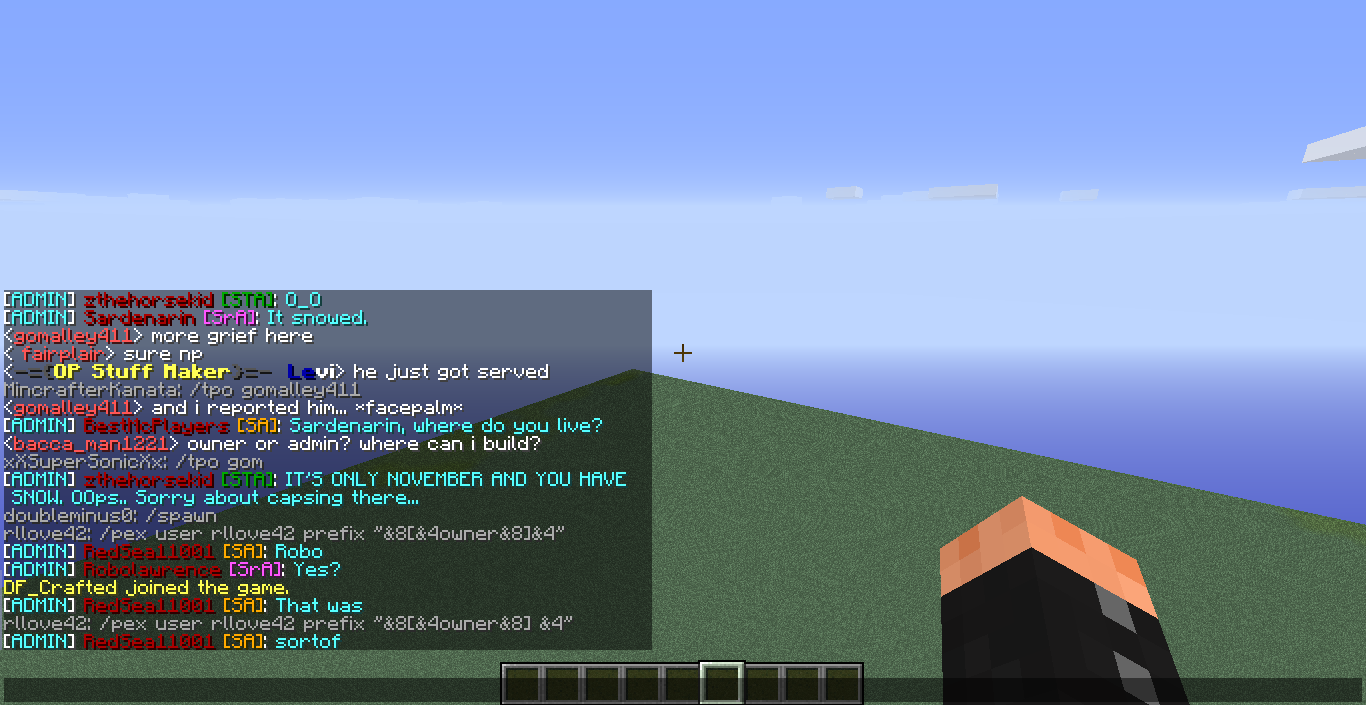 [ADMIN] zthehorsekid [STA]: O_O
[ADMIN] Sardenarin [SrA]: It snowed.
<gomalley411> more grief here
< fairplair> sure np
<-={OP Stuff Maker}=- Levi> he just got served
MincrafterKanata: /tpo gomalley411
<gomalley411> and i reported him... *facepalm*
[ADMIN] BestMcPlayers [SA]: Sardenarin, where do you live?
<bacca_man1221> owner or admin? where can i build?
xXSuperSonicXx: /tpo gom
[ADMIN] zthehorsekid [STA]: IT'S ONLY NOVEMBER AND YOU HAVE
SNOW. OOps.. Sorry about capsing there...
doubleminus0: /spawn
rllove42: /pex user rllove42 prefix "&8[&4owner&8]&4"
[ADMIN] RedSea11001 [SA]: Robo
[ADMIN] Robolawrence [SrA]: Yes?
DF_Crafted joined the game.
[ADMIN] RedSea11001 [SA]: That was
rllove42: /pex user rllove42 prefix "&8[&4owner&8] &4"
[ADMIN] RedSea11001 [SA]: sortof